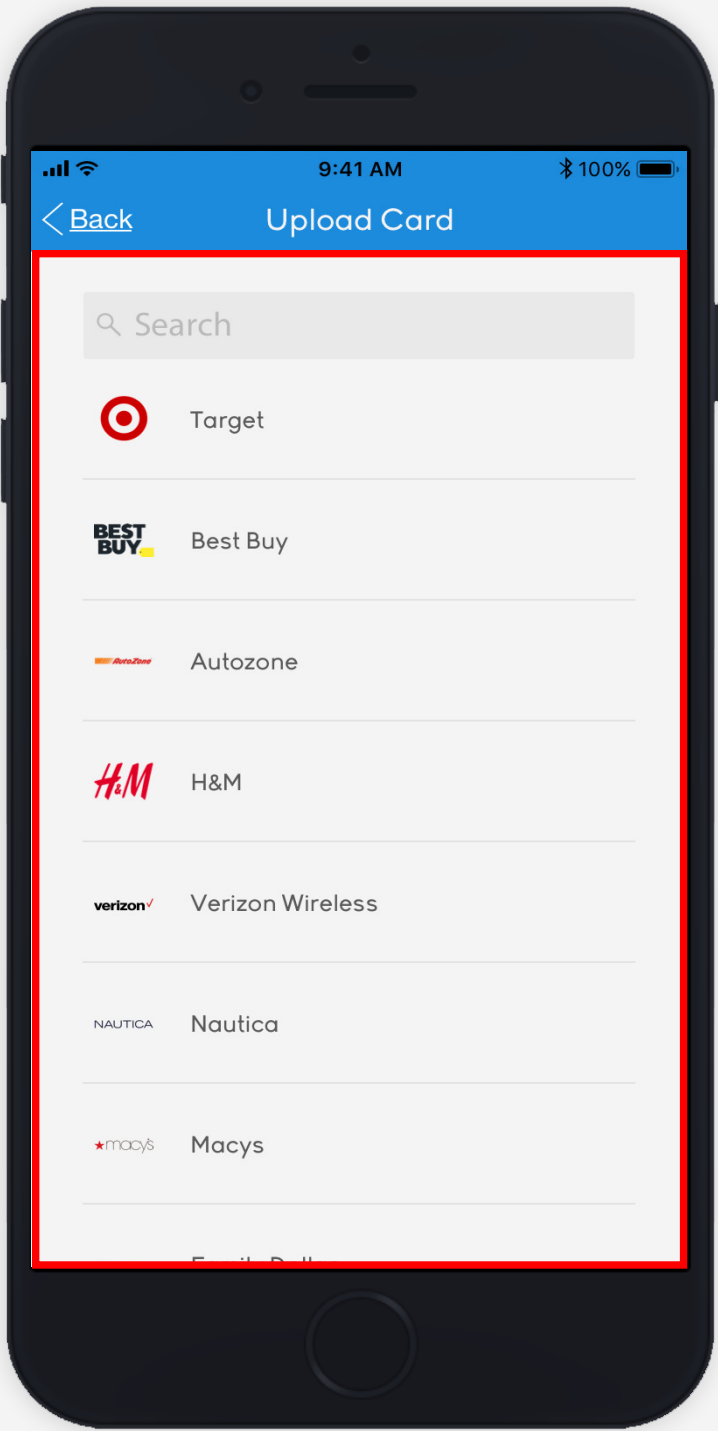 9:41 AM
100%
Back
Upload Card
Search
Target
BEST BUY
Best Buy
AutoZone
Autozone
H&M
H&M
verizon
Verizon Wireless
NAUTICA
Nautica
★macy's
Macys